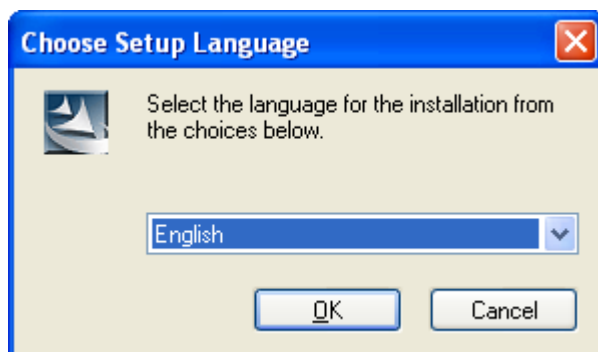 Choose Setup Language
Select the language for the installation from
the choices below.
English
OK
Cancel